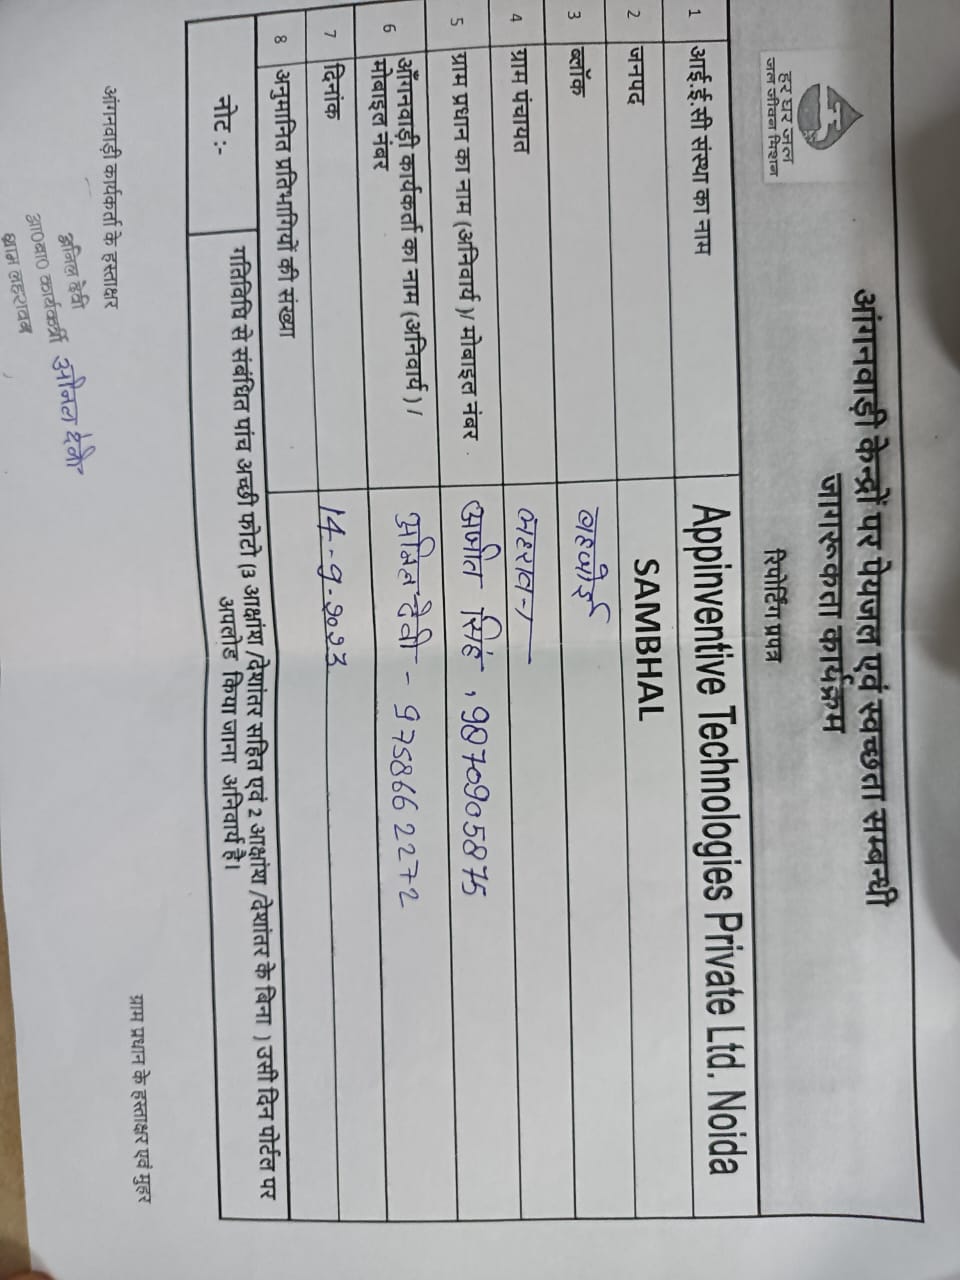 हर घर जल
जल जीवन मिशन
आंगनवाड़ी केन्द्रों पर पेयजल एवं स्वच्छता सम्बन्धी
जागरूकता कार्यक्रम
रिपोर्टिंग प्रपत्र
1 आई.ई.सी संस्था का नाम Appinventive Technologies Private Ltd. Noida
2 जनपद SAMBHAL
3 ब्लॉक बहजोई
4 ग्राम पंचायत
5 ग्राम प्रधान का नाम (अनिवार्य )/ मोबाइल नंबर अजीत सिंह , 9870905875
6 आँगनवाड़ी कार्यकर्ता का नाम (अनिवार्य ) /
मोबाइल नंबर अनिल देवी - 9758662272
7 दिनांक 14-9-2023
8 अनुमानित प्रतिभागियों की संख्या
नोट :- गतिविधि से संबंधित पांच अच्छी फोटो (3 आक्षांश /देशांतर सहित एवं 2 आक्षांश /देशांतर के बिना ) उसी दिन पोर्टल पर
अपलोड किया जाना अनिवार्य है।
आंगनवाड़ी कार्यकर्ता के हस्ताक्षर
ग्राम प्रधान के हस्ताक्षर एवं मुहर
अनिल देवी
आ0बा0 कार्यकर्त्री अनिल देवी
ग्राम